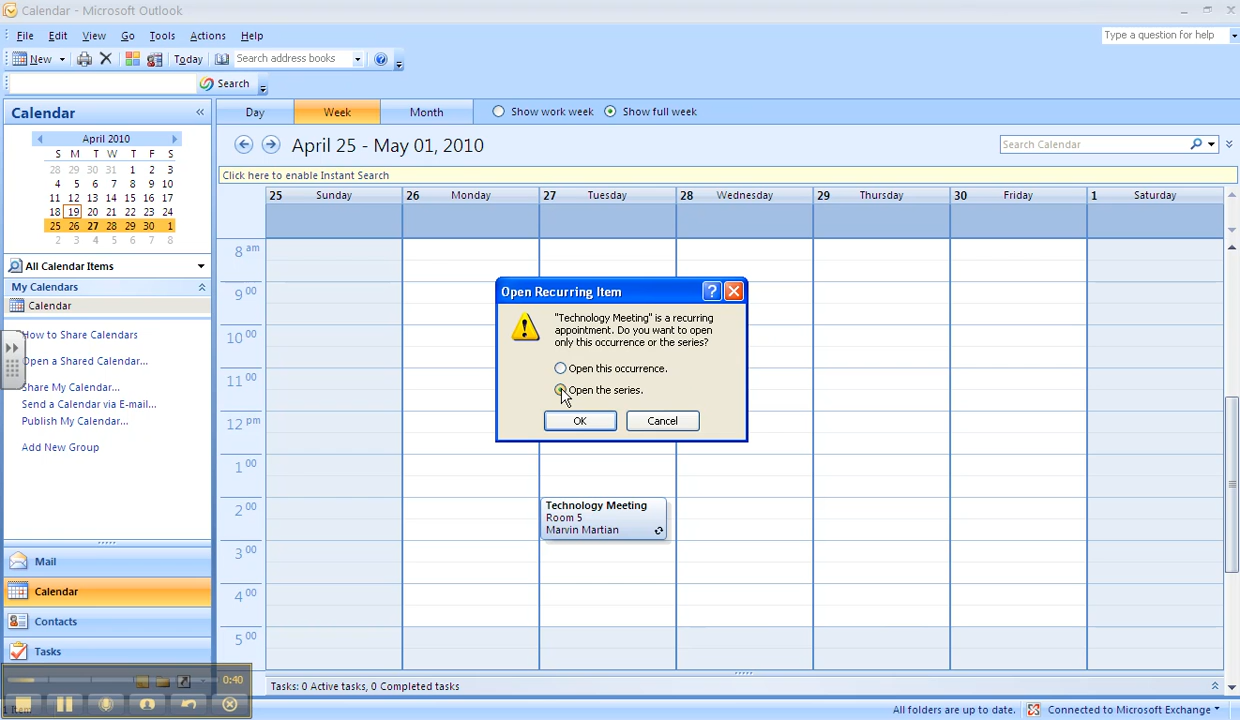 Calendar - Microsoft Outlook
File Edit View Go Tools Actions Help
Type a question for help
New Today Search address books
Search
Calendar
Day Week Month Show work week Show full week
April 2010
S M T W T F S
28 29 30 31 1 2 3
4 5 6 7 8 9 10
11 12 13 14 15 16 17
18 19 20 21 22 23 24
25 26 27 28 29 30 1
2 3 4 5 6 7 8
All Calendar Items
My Calendars
Calendar
How to Share Calendars
Open a Shared Calendar...
Share My Calendar...
Send a Calendar via E-mail...
Publish My Calendar...
Add New Group
Mail
Calendar
Contacts
Tasks
0:40
April 25 - May 01, 2010
Search Calendar
Click here to enable Instant Search
25 Sunday 26 Monday 27 Tuesday 28 Wednesday 29 Thursday 30 Friday 1 Saturday
8 am
9 00
10 00
11 00
12 pm
1 00
2 00
3 00
4 00
5 00
Open Recurring Item
"Technology Meeting" is a recurring
appointment. Do you want to open
only this occurrence or the series?
Open this occurrence.
Open the series.
OK Cancel
Technology Meeting
Room 5
Marvin Martian
Tasks: 0 Active tasks, 0 Completed tasks
All folders are up to date. Connected to Microsoft Exchange